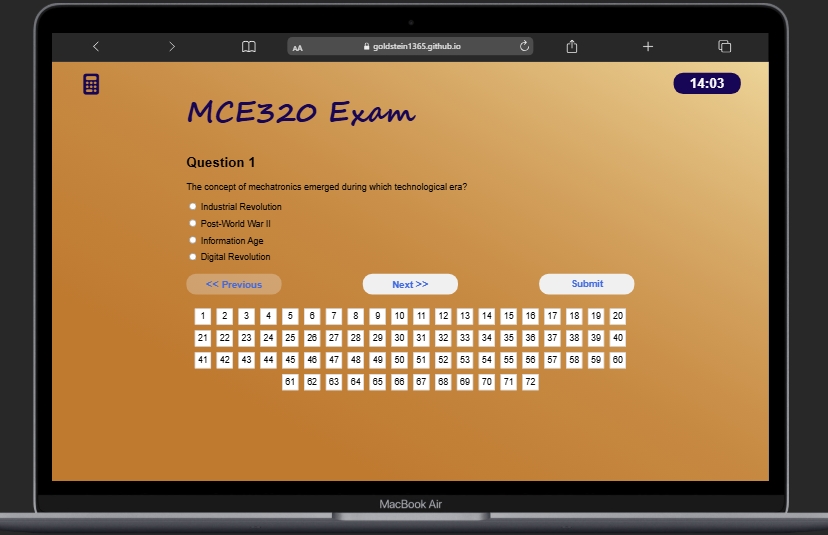 AA goldstein1365.github.io
14:03
MCE320 Exam
Question 1
The concept of mechatronics emerged during which technological era?
Industrial Revolution
Post-World War II
Information Age
Digital Revolution
<< Previous Next >> Submit
1 2 3 4 5 6 7 8 9 10 11 12 13 14 15 16 17 18 19 20
21 22 23 24 25 26 27 28 29 30 31 32 33 34 35 36 37 38 39 40
41 42 43 44 45 46 47 48 49 50 51 52 53 54 55 56 57 58 59 60
61 62 63 64 65 66 67 68 69 70 71 72
MacBook Air